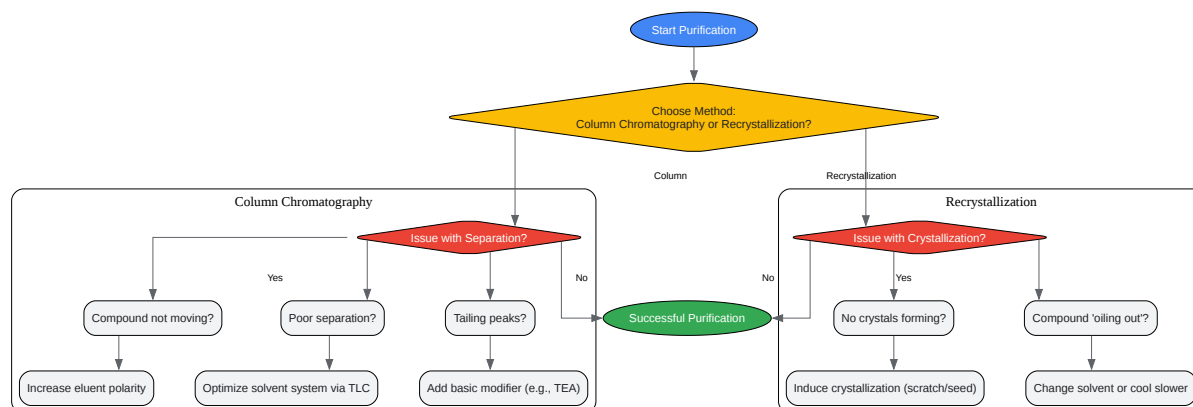 Start Purification
Choose Method:
Column Chromatography or Recrystallization?
Column
Recrystallization
Column Chromatography
Recrystallization
Issue with Separation?
Issue with Crystallization?
Yes
No
No
Yes
Compound not moving?
Poor separation?
Tailing peaks?
Successful Purification
No crystals forming?
Compound 'oiling out'?
Increase eluent polarity
Optimize solvent system via TLC
Add basic modifier (e.g., TEA)
Induce crystallization (scratch/seed)
Change solvent or cool slower